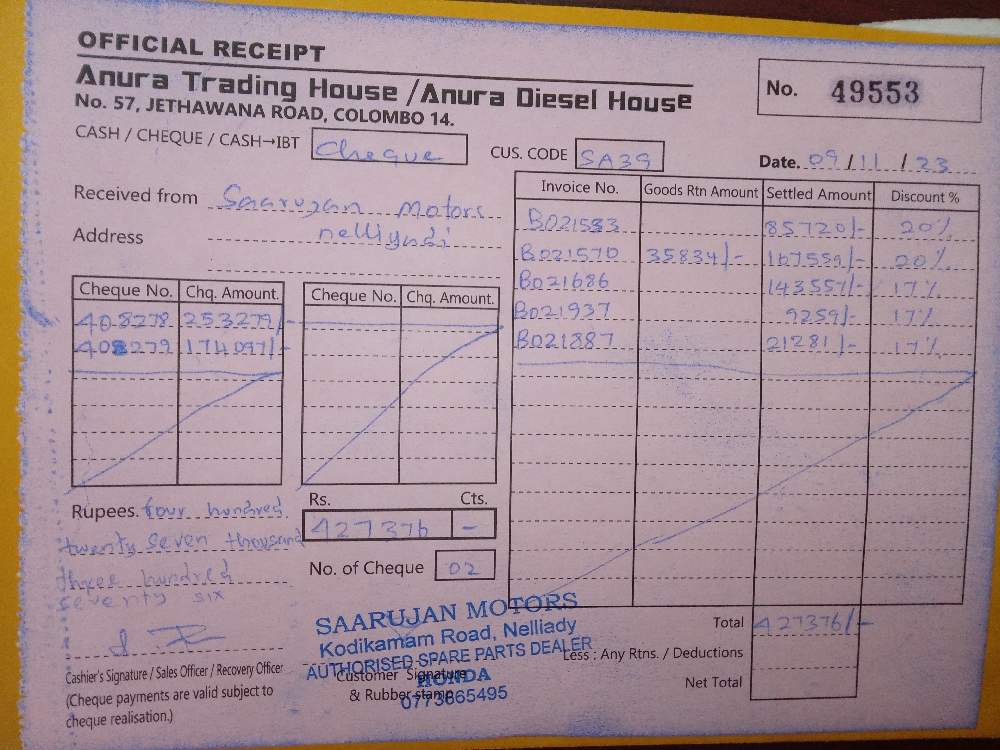 OFFICIAL RECEIPT
Anura Trading House /Anura Diesel House
No. 57, JETHAWANA ROAD, COLOMBO 14.
No. 49553
CASH / CHEQUE / CASH→IBT Cheque
CUS. CODE SA39
Date. 09/11/23
Received from Saarujan Motors
Address nelliyadi
Invoice No. Goods Rtn Amount Settled Amount Discount %
B021583 85720/- 20%
B021570 35834/- 167559/- 20%
B021686 143557/- 17%
B021937 9259/- 17%
B021887 21281/- 17%
Cheque No. Chq. Amount. Cheque No. Chq. Amount.
408278 253279/-
408279 174097/-
Rupees. four hundred
twenty seven thousand
three hundred
seventy six
Rs. Cts.
427376 -
No. of Cheque 02
Total 427376/-
Less : Any Rtns. / Deductions
Net Total
SAARUJAN MOTORS
Kodikamam Road, Nelliady
AUTHORISED SPARE PARTS DEALER
HONDA
0773665495
Cashier's Signature / Sales Officer / Recovery Officer
(Cheque payments are valid subject to
cheque realisation.)
Customer Signature
& Rubber stamp